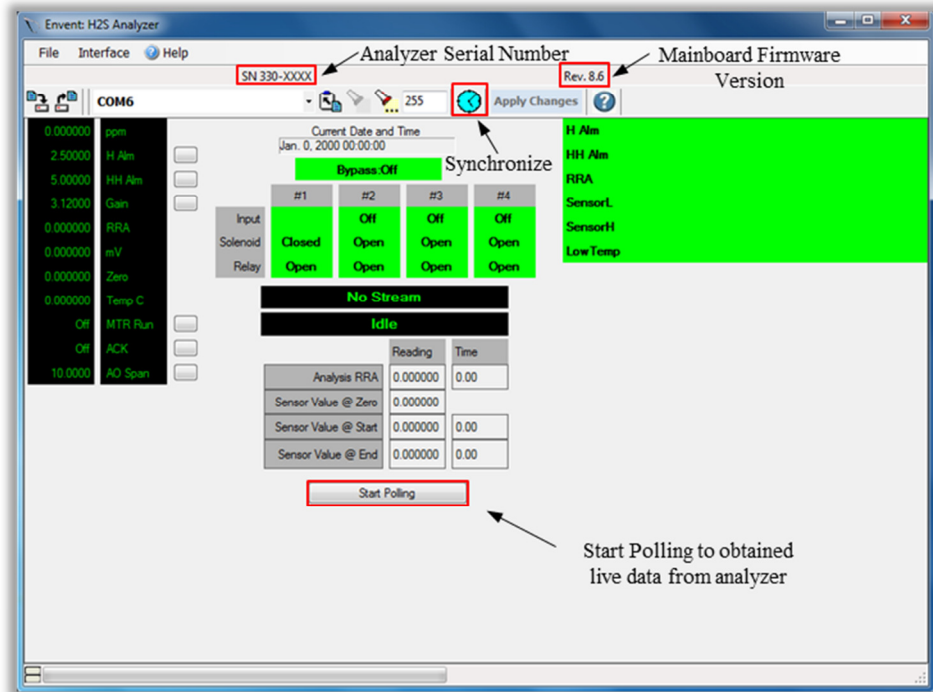 Envent: H2S Analyzer
File Interface Help
Analyzer Serial Number
Mainboard Firmware
Version
SN 330-XXXX
Rev. 8.6
COM6
255
Apply Changes
Synchronize
0.000000 ppm
2.50000 H Alm
5.00000 HH Alm
3.12000 Gain
0.000000 RRA
0.000000 mV
0.000000 Zero
0.000000 Temp C
Off MTR Run
Off ACK
10.0000 AO Span
Current Date and Time
Jan. 0, 2000 00:00:00
Bypass:Off
#1 #2 #3 #4
Input Off Off Off
Solenoid Closed Open Open Open
Relay Open Open Open Open
No Stream
Idle
Reading Time
Analysis RRA 0.000000 0.00
Sensor Value @ Zero 0.000000
Sensor Value @ Start 0.000000 0.00
Sensor Value @ End 0.000000 0.00
Start Polling
H Alm
HH Alm
RRA
SensorL
SensorH
LowTemp
Start Polling to obtained
live data from analyzer